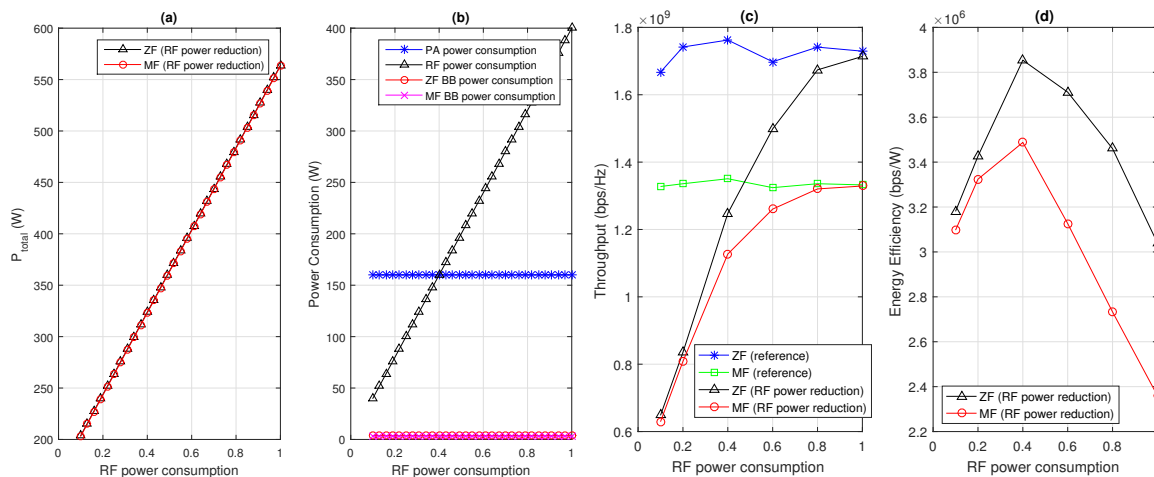 (a)
600
550
500
450
400
350
300
250
200
0
0.2
0.4
0.6
0.8
1
P_total (W)
RF power consumption
ZF (RF power reduction)
MF (RF power reduction)
(b)
400
350
300
250
200
150
100
50
0
0
0.2
0.4
0.6
0.8
1
Power Consumption (W)
RF power consumption
PA power consumption
RF power consumption
ZF BB power consumption
MF BB power consumption
(c)
×10^9
1.8
1.6
1.4
1.2
1
0.8
0.6
0
0.2
0.4
0.6
0.8
1
Throughput (bps/Hz)
RF power consumption
ZF (reference)
MF (reference)
ZF (RF power reduction)
MF (RF power reduction)
(d)
×10^6
4
3.8
3.6
3.4
3.2
3
2.8
2.6
2.4
2.2
0
0.2
0.4
0.6
0.8
Energy Efficiency (bps/W)
RF power consumption
ZF (RF power reduction)
MF (RF power reduction)